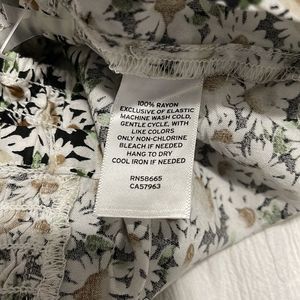 100% RAYON
EXCLUSIVE OF ELASTIC
MACHINE WASH COLD,
GENTLE CYCLE, WITH
LIKE COLORS
ONLY NON-CHLORINE
BLEACH IF NEEDED
HANG TO DRY
COOL IRON IF NEEDED
RN58665
CA57963